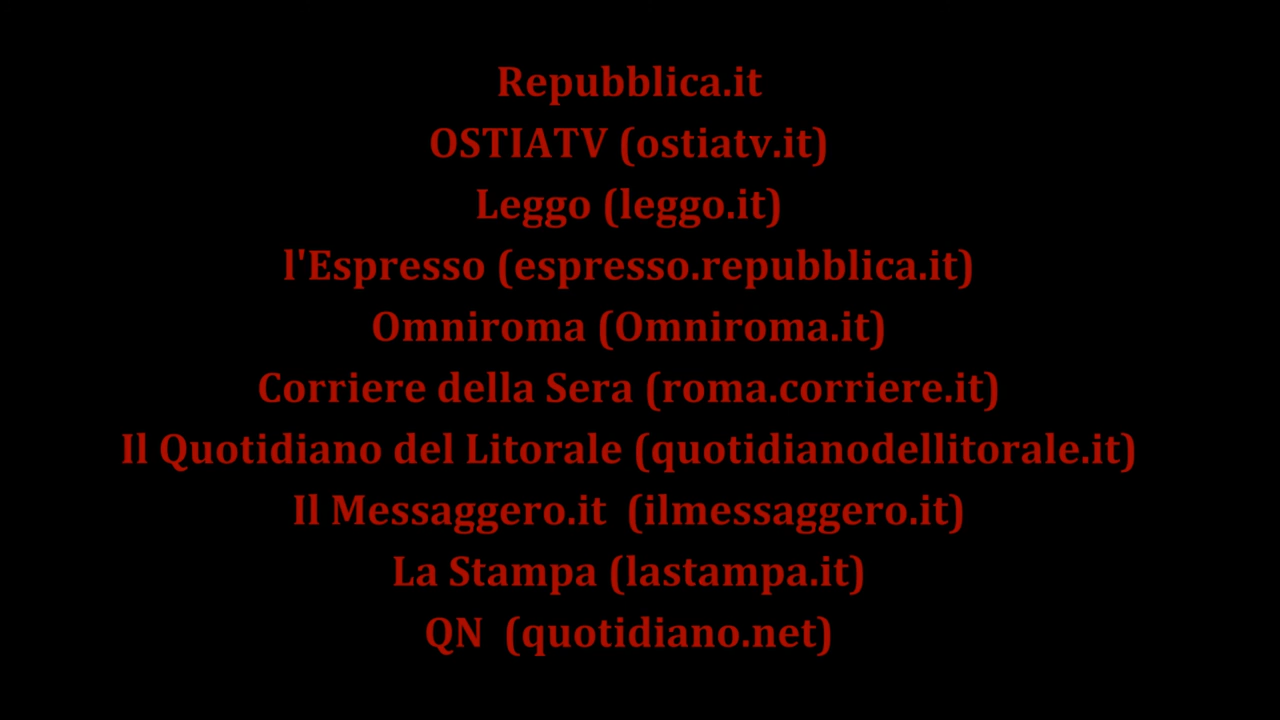 Repubblica.it
OSTIATV (ostiatv.it)
Leggo (leggo.it)
l'Espresso (espresso.repubblica.it)
Omniroma (Omniroma.it)
Corriere della Sera (roma.corriere.it)
Il Quotidiano del Litorale (quotidianodellitorale.it)
Il Messaggero.it  (ilmessaggero.it)
La Stampa (lastampa.it)
QN  (quotidiano.net)